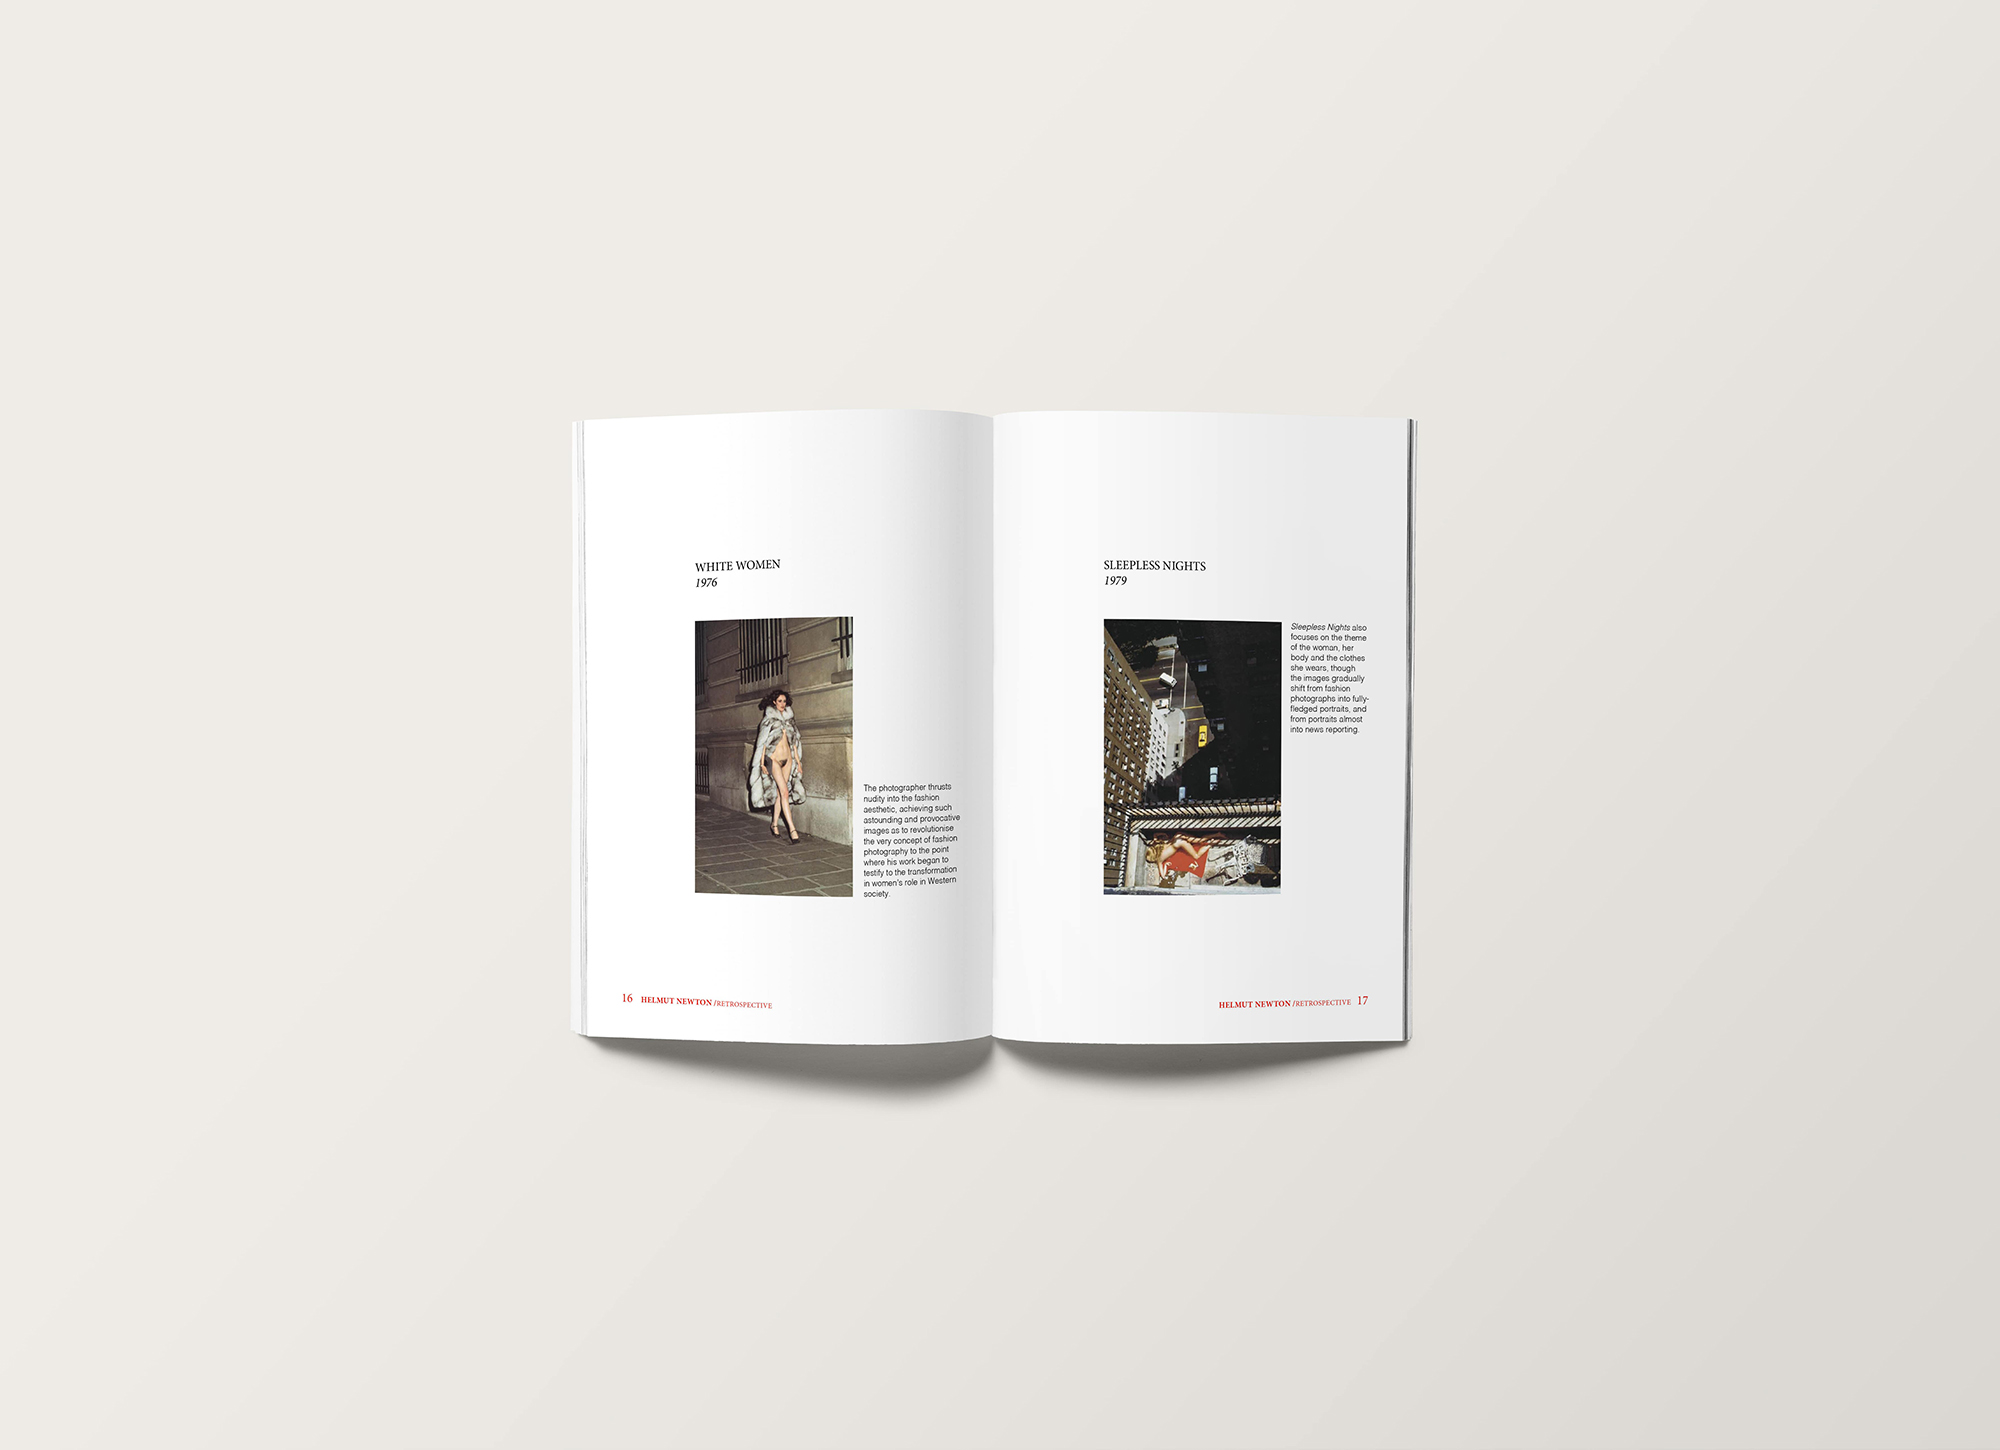 WHITE WOMEN
1976
The photographer thrusts
nudity into the fashion
aesthetic, achieving such
astounding and provocative
images as to revolutionise
the very concept of fashion
photography to the point
where his work began to
testify to the transformation
in women's role in Western
society.
16 HELMUT NEWTON /RETROSPECTIVE
SLEEPLESS NIGHTS
1979
Sleepless Nights also
focuses on the theme
of the woman, her
body and the clothes
she wears, though
the images gradually
shift from fashion
photographs into fully-
fledged portraits, and
from portraits almost
into news reporting.
HELMUT NEWTON /RETROSPECTIVE 17